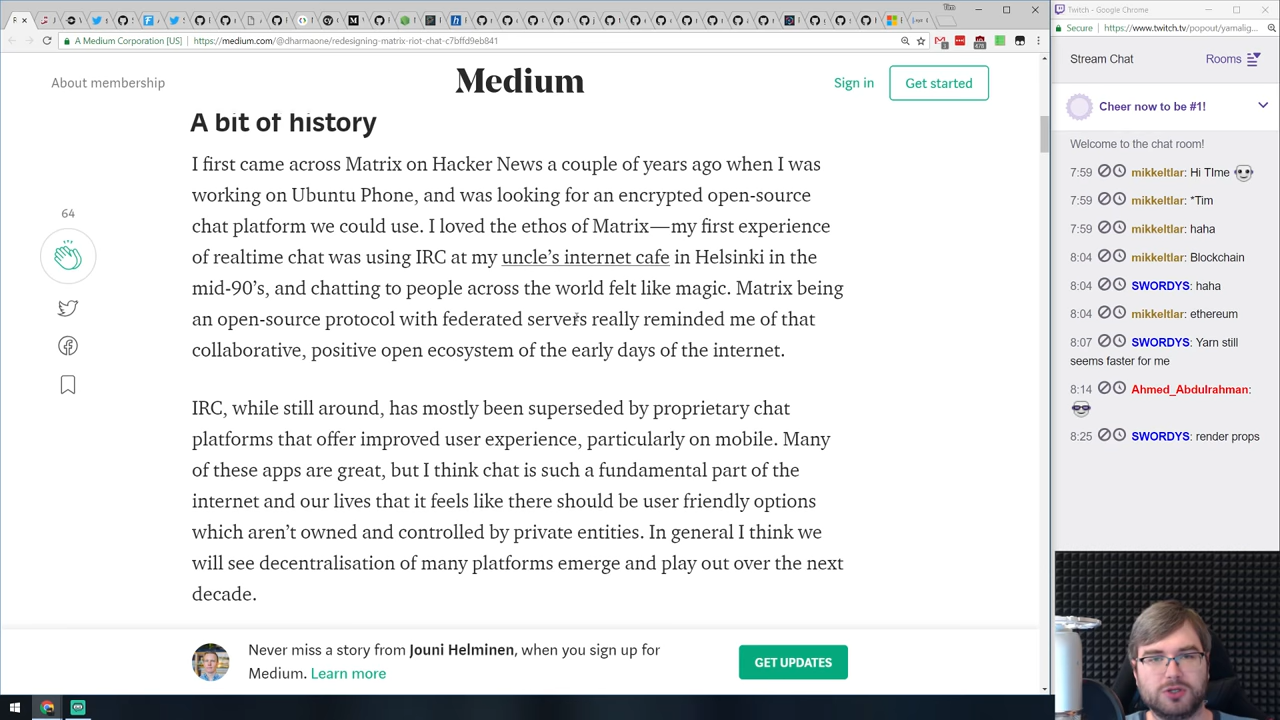 Tim
Twitch - Google Chrome
A Medium Corporation [US]
https://medium.com/@dharmaone/redesigning-matrix-riot-chat-c7bffd9eb841
Secure
https://www.twitch.tv/popout/yamalig...
About membership
Medium
Sign in
Get started
A bit of history
I first came across Matrix on Hacker News a couple of years ago when I was
working on Ubuntu Phone, and was looking for an encrypted open-source
chat platform we could use. I loved the ethos of Matrix—my first experience
of realtime chat was using IRC at my uncle’s internet cafe in Helsinki in the
mid-90’s, and chatting to people across the world felt like magic. Matrix being
an open-source protocol with federated servers really reminded me of that
collaborative, positive open ecosystem of the early days of the internet.
IRC, while still around, has mostly been superseded by proprietary chat
platforms that offer improved user experience, particularly on mobile. Many
of these apps are great, but I think chat is such a fundamental part of the
internet and our lives that it feels like there should be user friendly options
which aren’t owned and controlled by private entities. In general I think we
will see decentralisation of many platforms emerge and play out over the next
decade.
64
Never miss a story from Jouni Helminen, when you sign up for
Medium. Learn more
GET UPDATES
Stream Chat
Rooms
Cheer now to be #1!
Welcome to the chat room!
7:59 mikkeltlar: Hi TIme
7:59 mikkeltlar: *Tim
7:59 mikkeltlar: haha
8:04 mikkeltlar: Blockchain
8:04 SWORDYS: haha
8:04 mikkeltlar: ethereum
8:07 SWORDYS: Yarn still
seems faster for me
8:14 Ahmed_Abdulrahman:
8:25 SWORDYS: render props